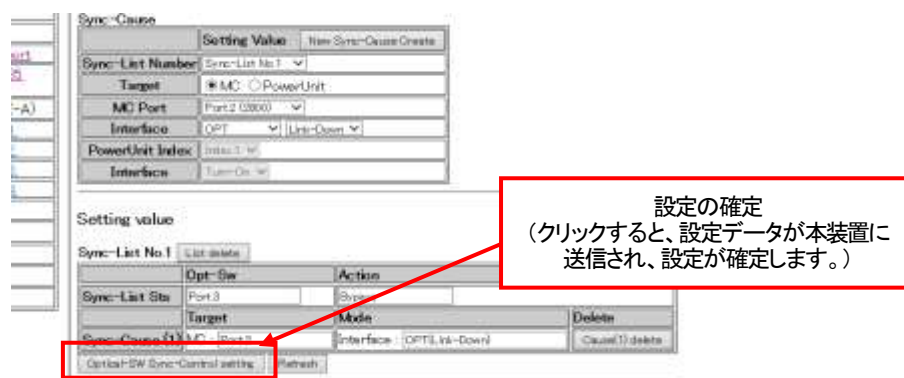 Sync-Cause
Setting Value New Sync-Cause Create
Sync-List Number Sync-List No.1
Target MC PowerUnit
-A)
MC Port Port.2 (2800)
Interface OPT Link-Down
PowerUnit Index Index.1
Interface Turn-On
設定の確定
(クリックすると、設定データが本装置に
送信され、設定が確定します。)
Setting value
Sync-List No.1 List delete
Opt-Sw Action
Sync-List Sts Port.3 Bypass
Target Mode Delete
Sync-Cause (1) MC : Port.2 Interface : OPT(Link-Down) Cause(1) delete
Optical-SW Sync-Control setting Refresh